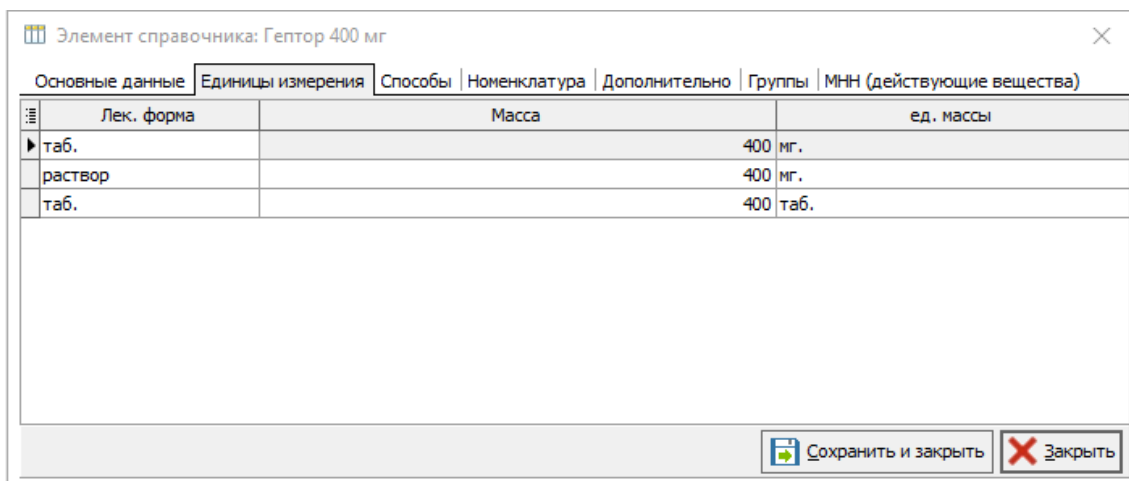 Элемент справочника: Гептор 400 мг
Основные данные Единицы измерения Способы Номенклатура Дополнительно Группы МНН (действующие вещества)
Лек. форма Масса ед. массы
таб. 400 мг.
раствор 400 мг.
таб. 400 таб.
Сохранить и закрыть Закрыть